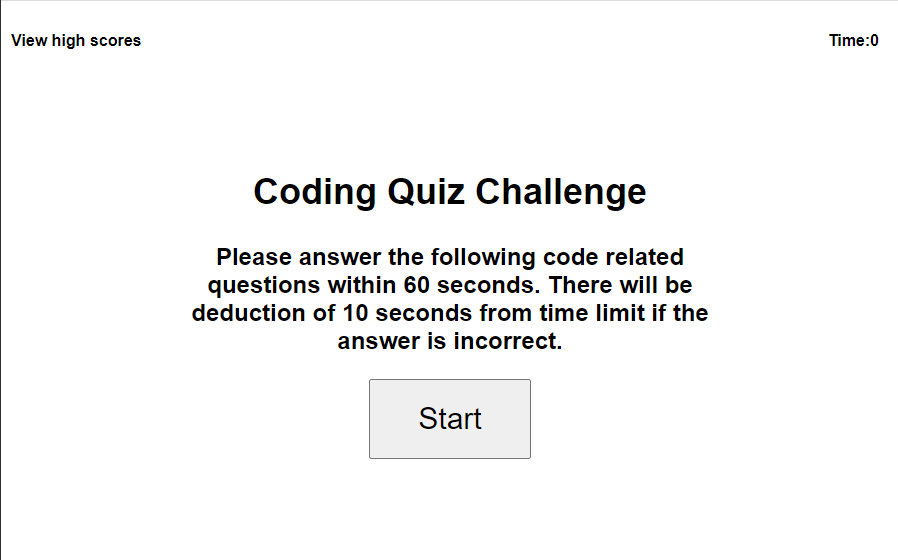 View high scores
Time:0
Coding Quiz Challenge
Please answer the following code related
questions within 60 seconds. There will be
deduction of 10 seconds from time limit if the
answer is incorrect.
Start